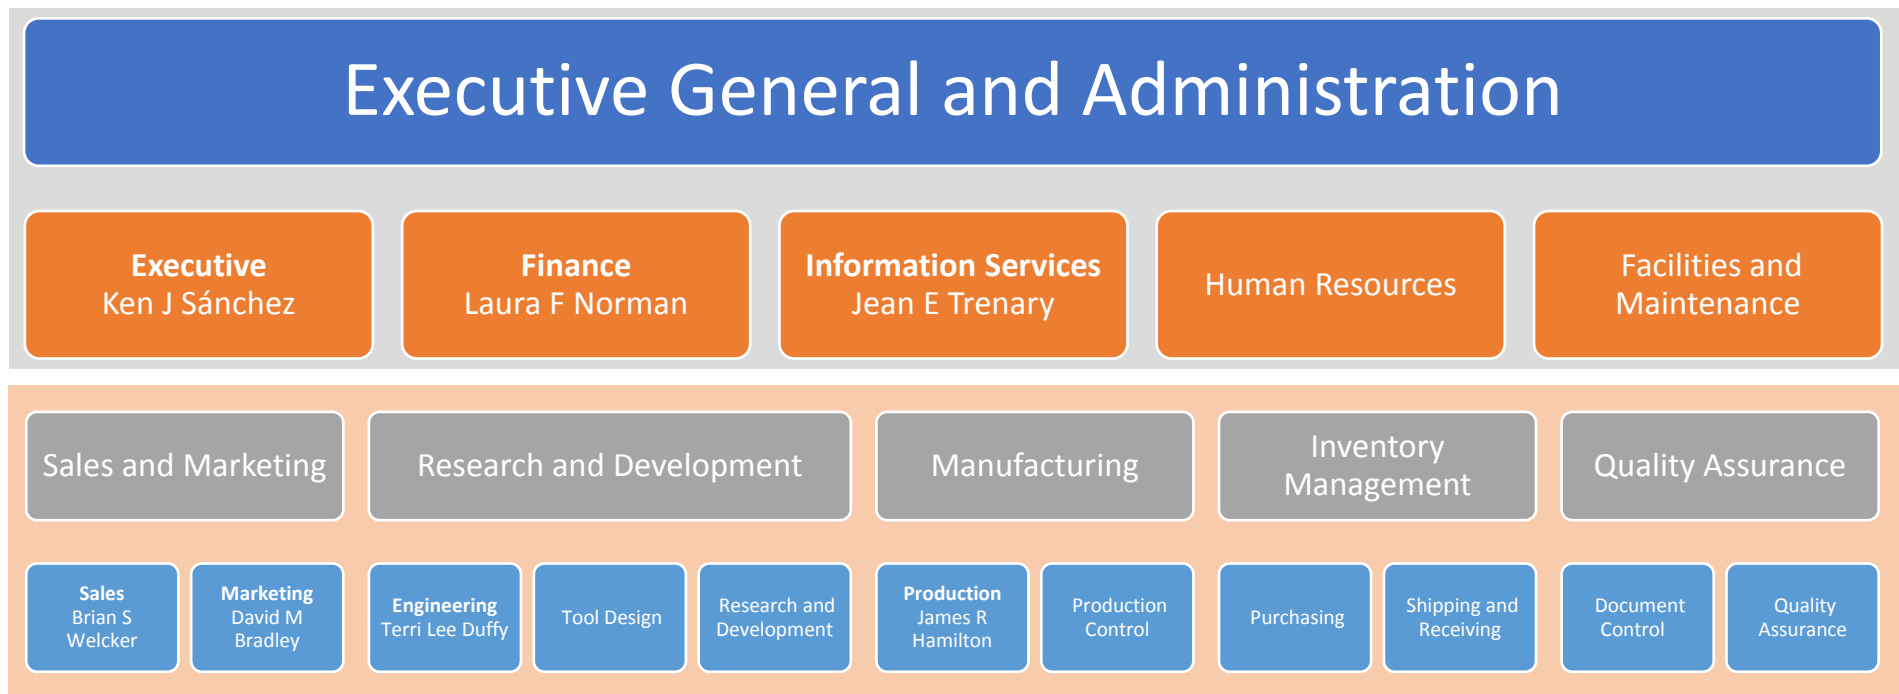 Executive General and Administration
Executive
Ken J Sánchez
Finance
Laura F Norman
Information Services
Jean E Trenary
Human Resources
Facilities and
Maintenance
Sales and Marketing
Research and Development
Manufacturing
Inventory
Management
Quality Assurance
Sales
Brian S
Welcker
Marketing
David M
Bradley
Engineering
Terri Lee Duffy
Tool Design
Research and
Development
Production
James R
Hamilton
Production
Control
Purchasing
Shipping and
Receiving
Document
Control
Quality
Assurance